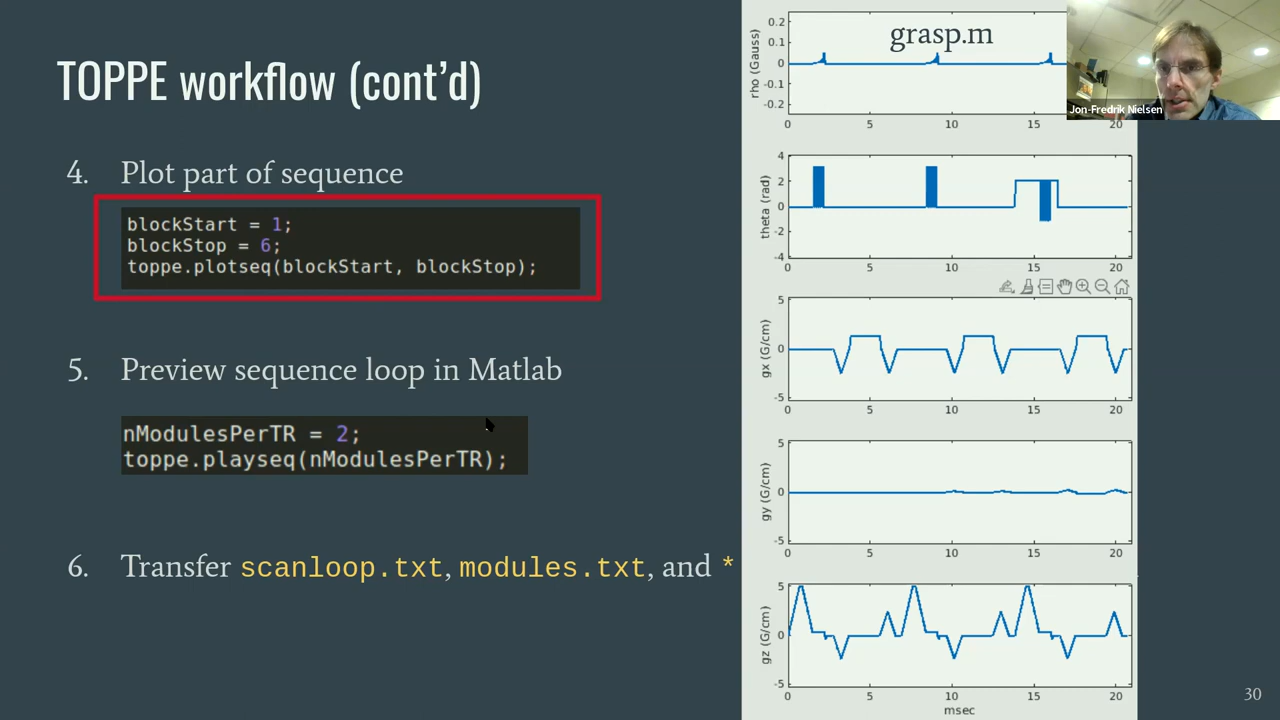 TOPPE workflow (cont'd)
4. Plot part of sequence
blockStart = 1;
blockStop = 6;
toppe.plotseq(blockStart, blockStop);
5. Preview sequence loop in Matlab
nModulesPerTR = 2;
toppe.playseq(nModulesPerTR);
6. Transfer scanloop.txt, modules.txt, and *
grasp.m
Jon-Fredrik Nielsen
rho (Gauss)
0.2
0.1
0
-0.1
-0.2
0 5 10 20
theta (rad)
4
2
0
-2
-4
0 5 10 15 20
gx (G/cm)
5
0
-5
0 5 10 15 20
gy (G/cm)
5
0
-5
0 5 10 15 20
gz (G/cm)
5
0
-5
0 5 10 15 20
msec
30